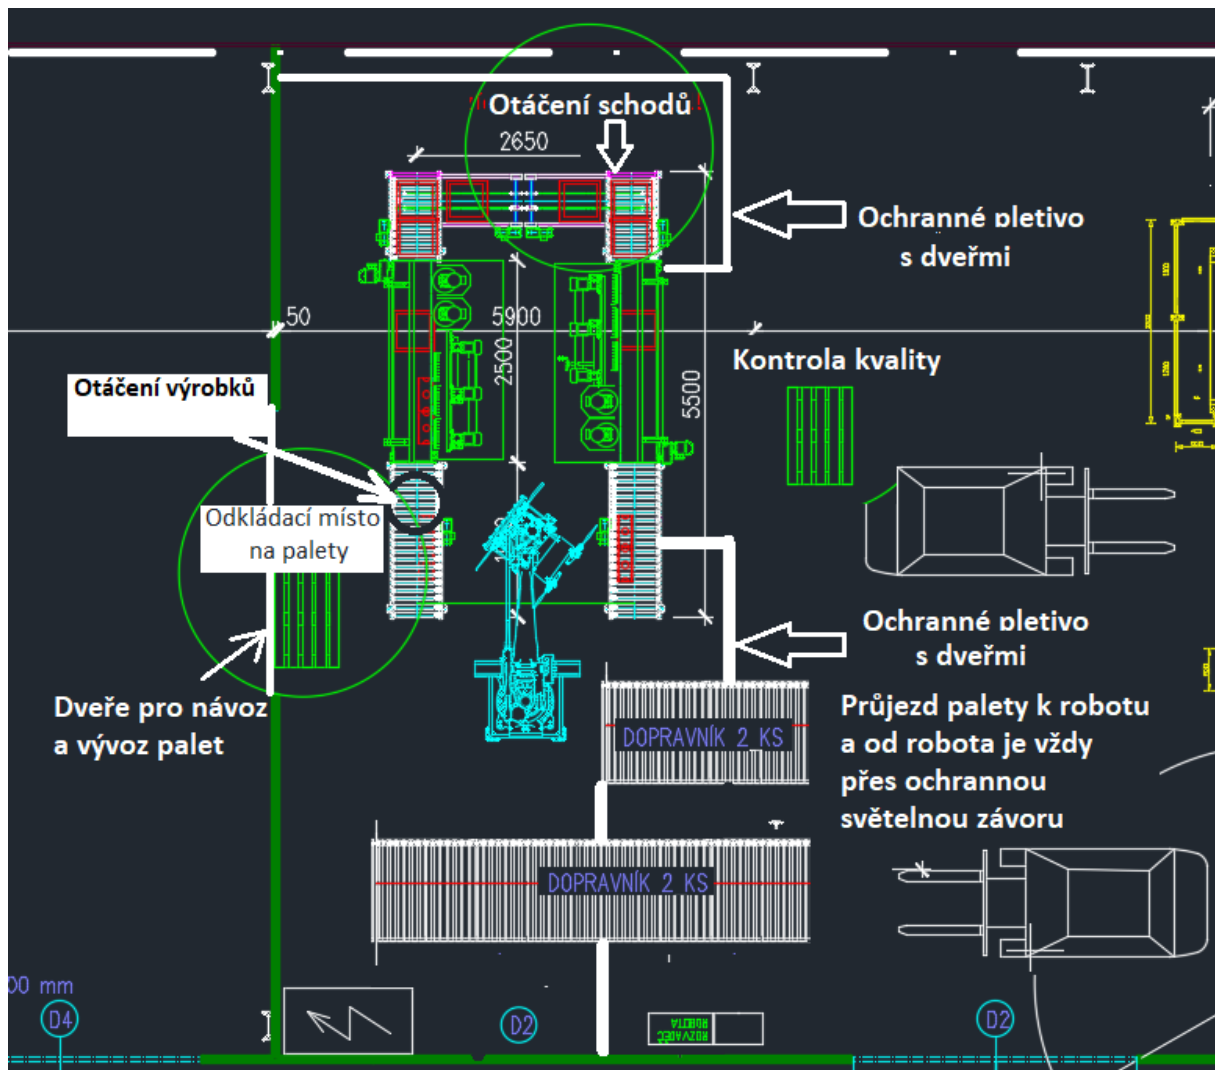 Otáčení schodů
2650
Ochranné pletivo
s dveřmi
50
5900
2500
5500
Kontrola kvality
Otáčení výrobků
Odkládací místo
na palety
Ochranné pletivo
s dveřmi
Dveře pro návoz
a vývoz palet
DOPRAVNÍK 2 KS
Průjezd palety k robotu
a od robota je vždy
přes ochrannou
světelnou závoru
DOPRAVNÍK 2 KS
00 mm
D4
D2
ROZVADĚČ
ROBOTA
D2